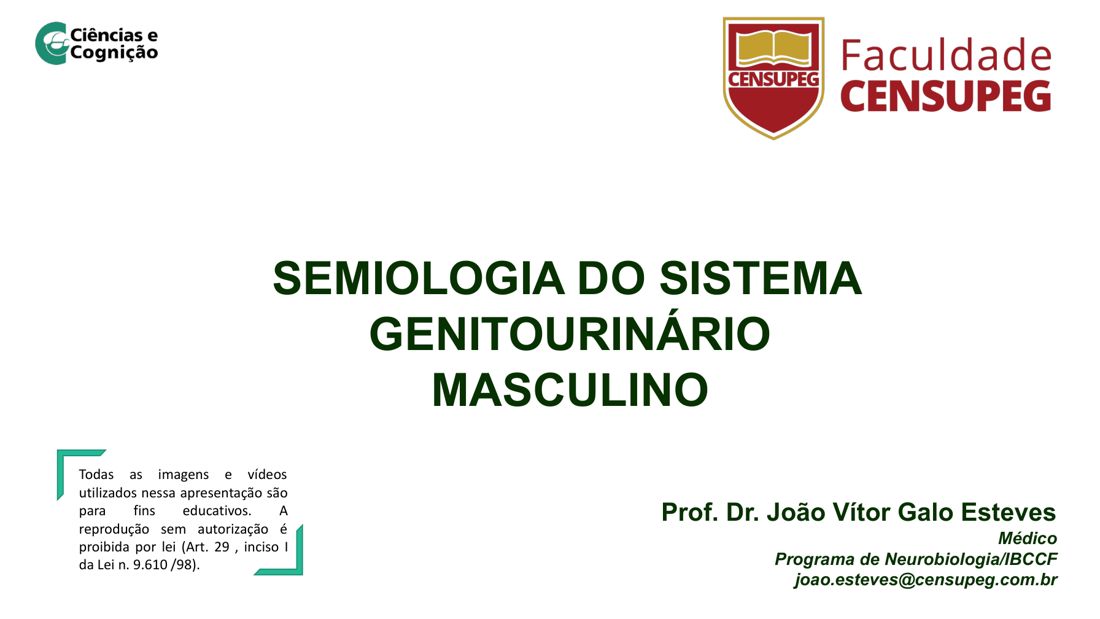 Ciências e
Cognição
CENSUPEG
Faculdade
CENSUPEG
SEMIOLOGIA DO SISTEMA
GENITOURINÁRIO
MASCULINO
Todas as imagens e vídeos
utilizados nessa apresentação são
para fins educativos. A
reprodução sem autorização é
proibida por lei (Art. 29 , inciso I
da Lei n. 9.610 /98).
Prof. Dr. João Vítor Galo Esteves
Médico
Programa de Neurobiologia/IBCCF
joao.esteves@censupeg.com.br